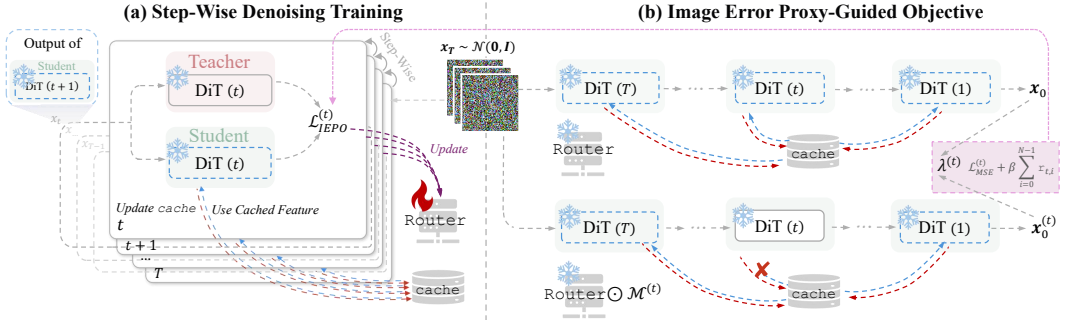 (a) Step-Wise Denoising Training
Output of
Student
DiT (t+1)
Step-Wise
Teacher
DiT (t)
Student
DiT (t)
x_t
x_{T-1}
ℒ_{IEPO}^{(t)}
Update
Router
Update cache
Use Cached Feature
t
t + 1
...
T
cache
(b) Image Error Proxy-Guided Objective
x_T ~ 𝒩(0, I)
DiT (T)
DiT (t)
DiT (1)
x_0
Router
cache
λ^{(t)} ℒ_{MSE}^{(t)} + β ∑_{i=0}^{N-1} r_{t,i}
DiT (T)
DiT (t)
DiT (1)
x_0^{(t)}
Router ⊙ ℳ^{(t)}
cache